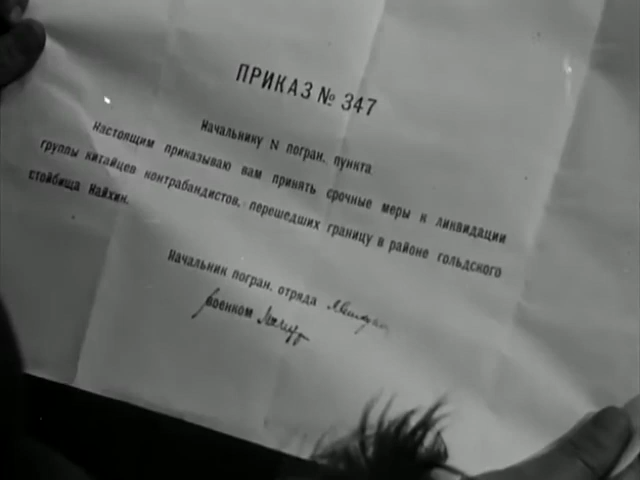 ПРИКАЗ № 347
Начальнику N погран. пункта.
Настоящим приказываю вам принять срочные меры к ликвидации
группы китайцев контрабандистов, перешедших границу в районе гольдского
стойбища Найхин.
Начальник погран. отряда
военком